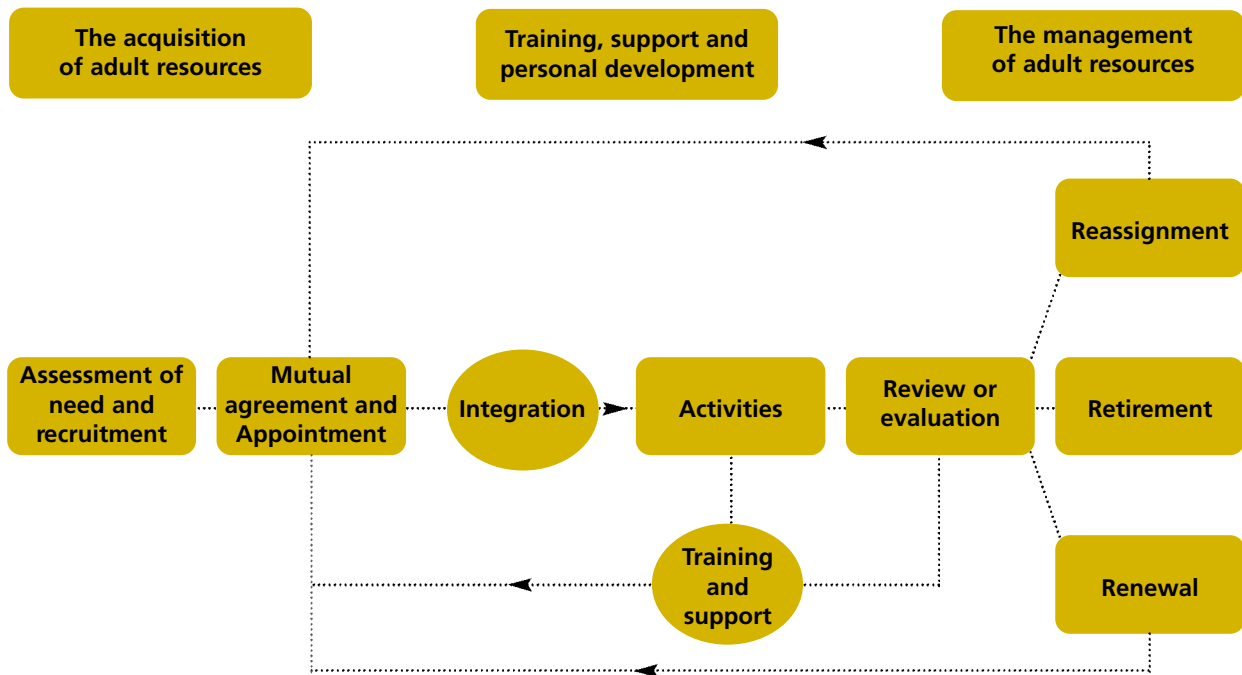 The acquisition
of adult resources
Training, support and
personal development
The management
of adult resources
Reassignment
Assessment of
need and
recruitment
Mutual
agreement and
Appointment
Integration
Activities
Review or
evaluation
Retirement
Training
and
support
Renewal